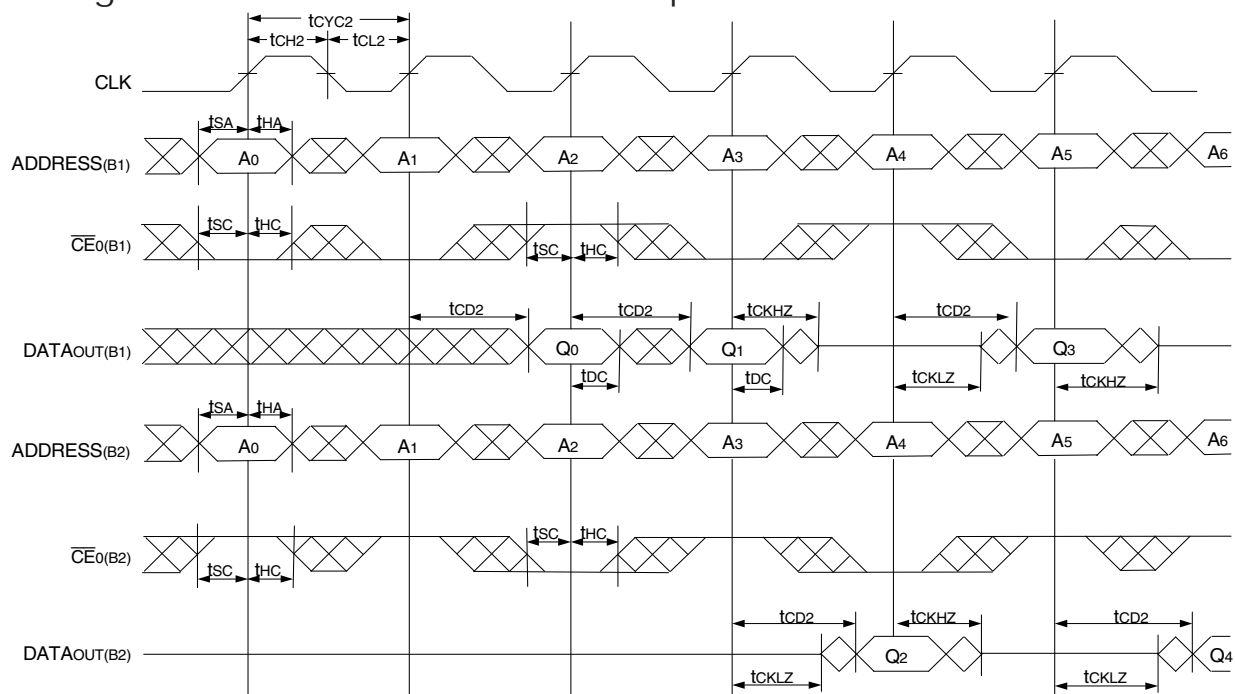 tCYC2
tCH2 tCL2
CLK
tSA tHA
ADDRESS(B1) A0 A1 A2 A3 A4 A5 A6
tSC tHC
CE0(B1) tSC tHC
tCD2 tCD2 tCKHZ tCD2
DATAOUT(B1) Q0 Q1 Q3
tDC tDC tCKLZ tCKHZ
tSA tHA
ADDRESS(B2) A0 A1 A2 A3 A4 A5 A6
tSC tHC
CE0(B2)
tSC tHC
tCD2 tCKHZ tCD2
DATAOUT(B2) Q2 Q4
tCKLZ tCKLZ